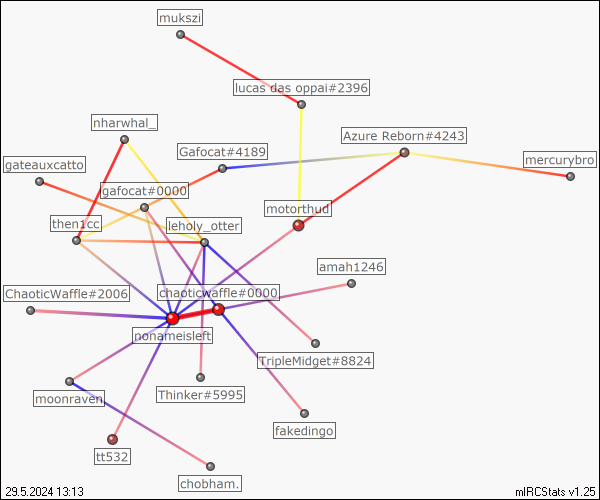 mukszi
lucas das oppai#2396
nharwhal_
Azure Reborn#4243
Gafocat#4189
mercurybro
gateauxcatto
gafocat#0000
motorthud
then1cc
leholy_otter
amah1246
ChaoticWaffle#2006
chaoticwaffle#0000
nonameisleft
TripleMidget#8824
Thinker#5995
moonraven
fakedingo
tt532
chobham.
29.5.2024 13:13
mIRCStats v1.25